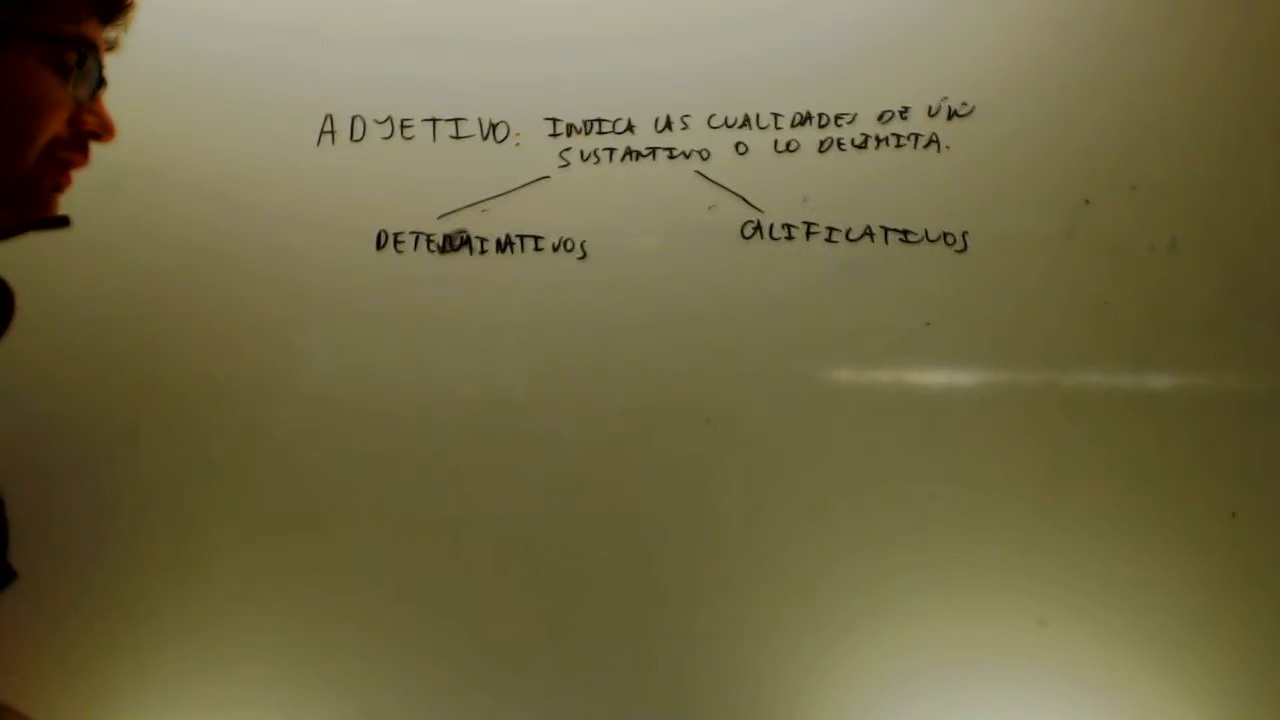 ADJETIVO: INDICA LAS CUALIDADES DE UN
SUSTANTIVO O LO DELIMITA.
DETERMINATIVOS
CALIFICATIVOS